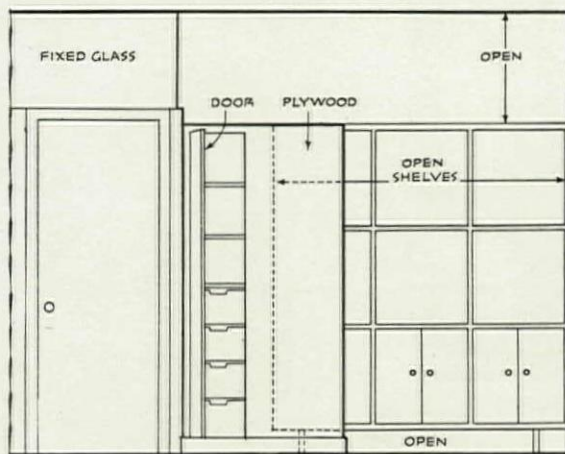 FIXED GLASS
OPEN
DOOR
PLYWOOD
OPEN
SHELVES
OPEN